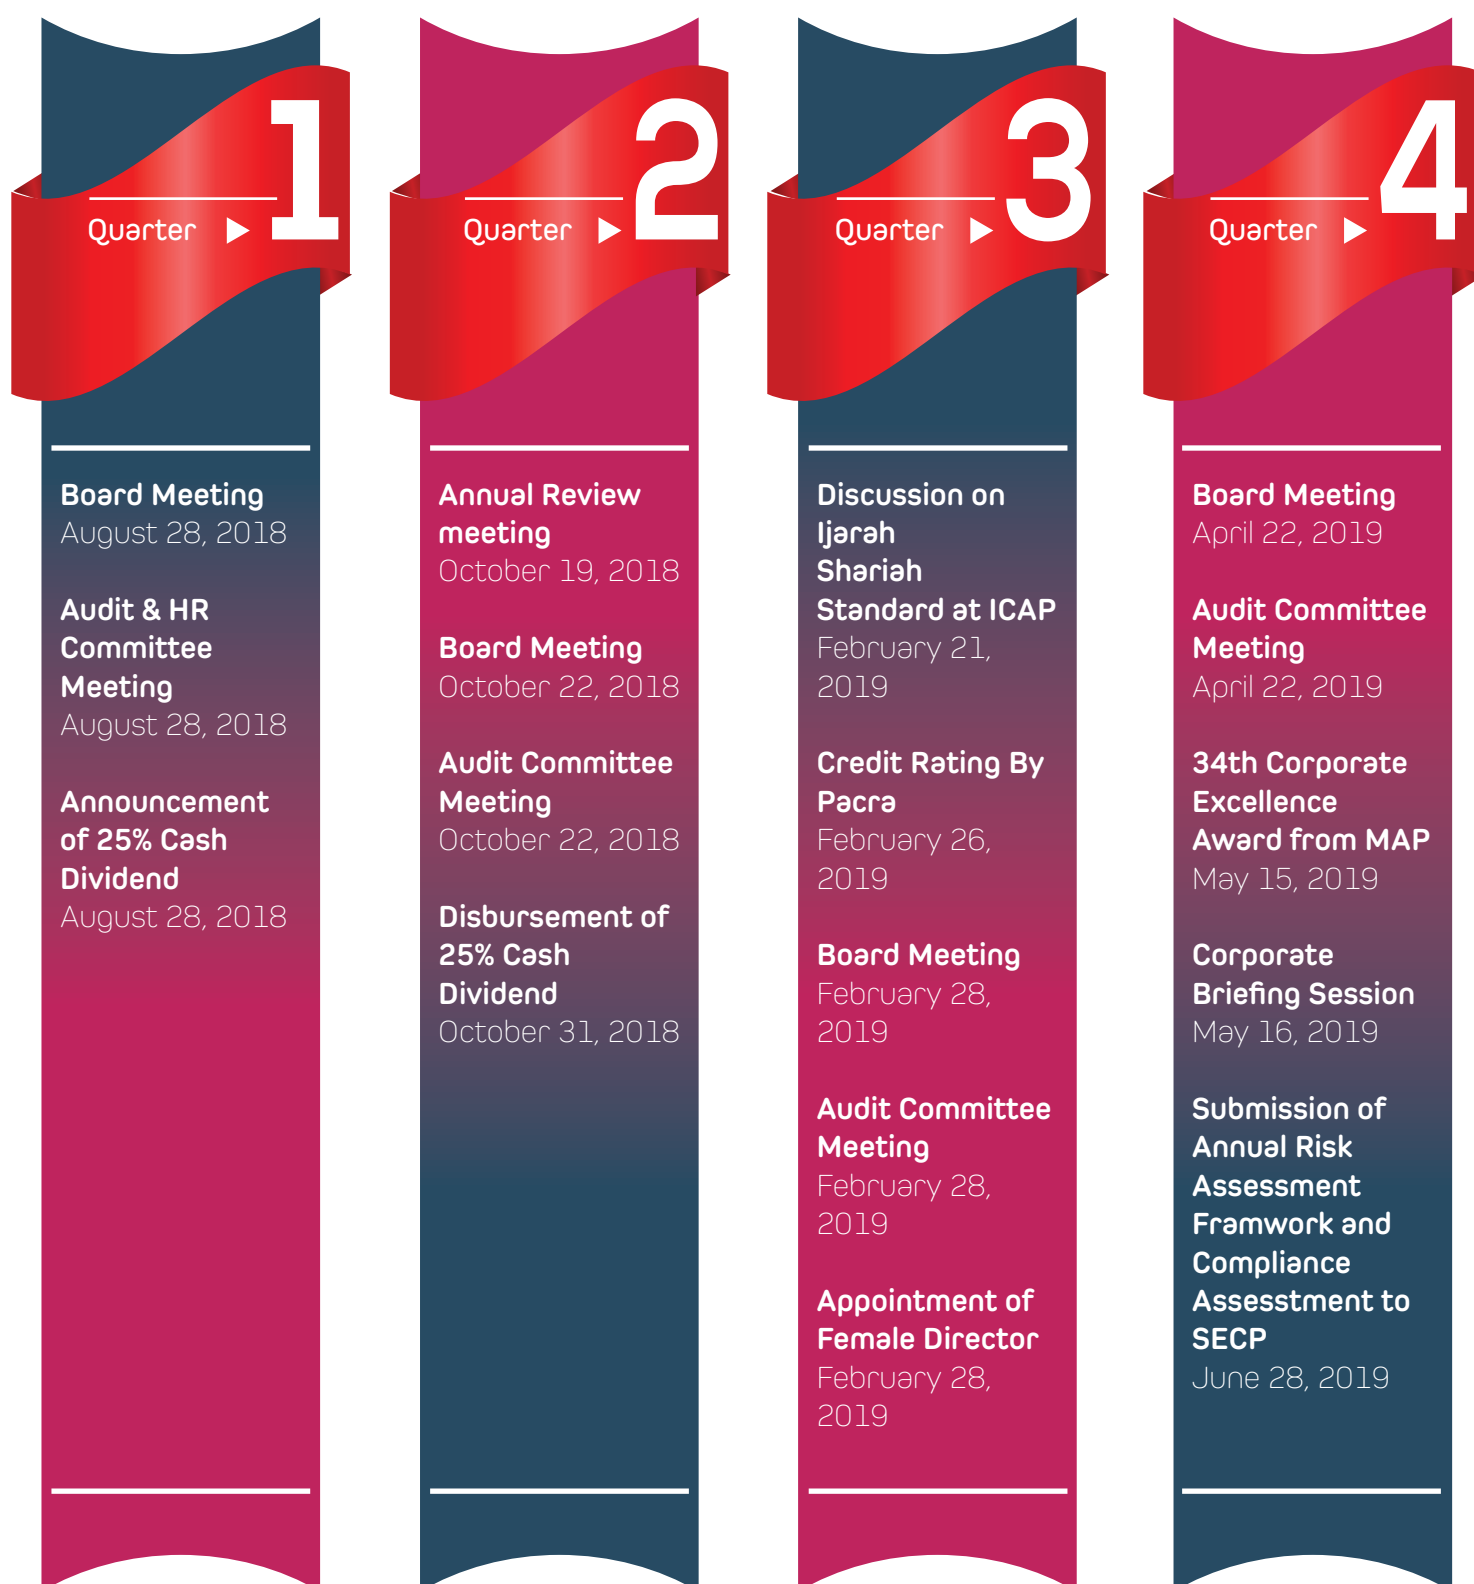 Quarter
1
Board Meeting
August 28, 2018
Audit & HR
Committee
Meeting
August 28, 2018
Announcement
of 25% Cash
Dividend
August 28, 2018
Quarter
2
Annual Review
meeting
October 19, 2018
Board Meeting
October 22, 2018
Audit Committee
Meeting
October 22, 2018
Disbursement of
25% Cash
Dividend
October 31, 2018
Quarter
3
Discussion on
Ijarah
Shariah
Standard at ICAP
February 21,
2019
Credit Rating By
Pacra
February 26,
2019
Board Meeting
February 28,
2019
Audit Committee
Meeting
February 28,
2019
Appointment of
Female Director
February 28,
2019
Quarter
4
Board Meeting
April 22, 2019
Audit Committee
Meeting
April 22, 2019
34th Corporate
Excellence
Award from MAP
May 15, 2019
Corporate
Briefing Session
May 16, 2019
Submission of
Annual Risk
Assessment
Framwork and
Compliance
Assesstment to
SECP
June 28, 2019